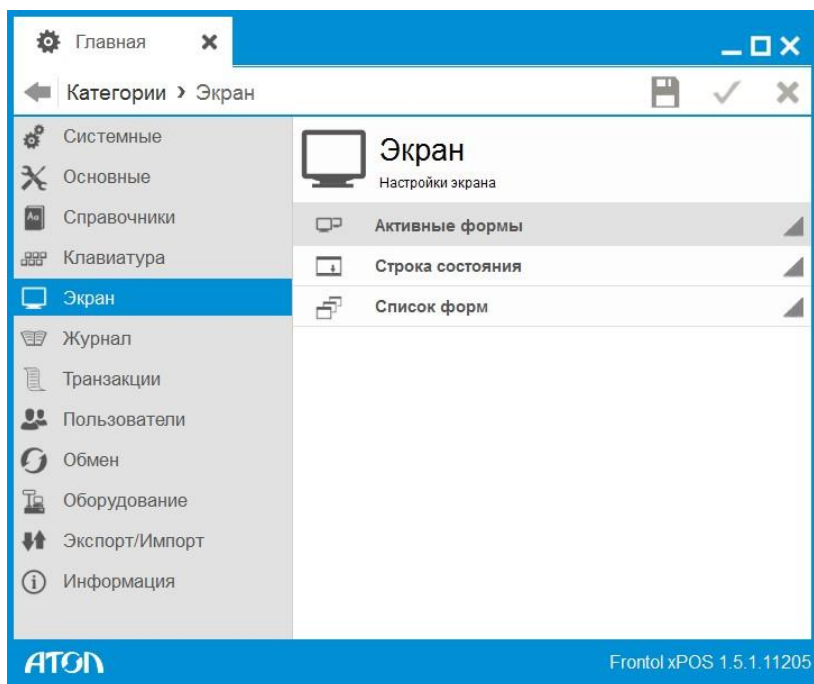 Главная
Категории > Экран
Системные
Основные
Справочники
Клавиатура
Экран
Журнал
Транзакции
Пользователи
Обмен
Оборудование
Экспорт/Импорт
Информация
Экран
Настройки экрана
Активные формы
Строка состояния
Список форм
АТОЛ
Frontol xPOS 1.5.1.11205